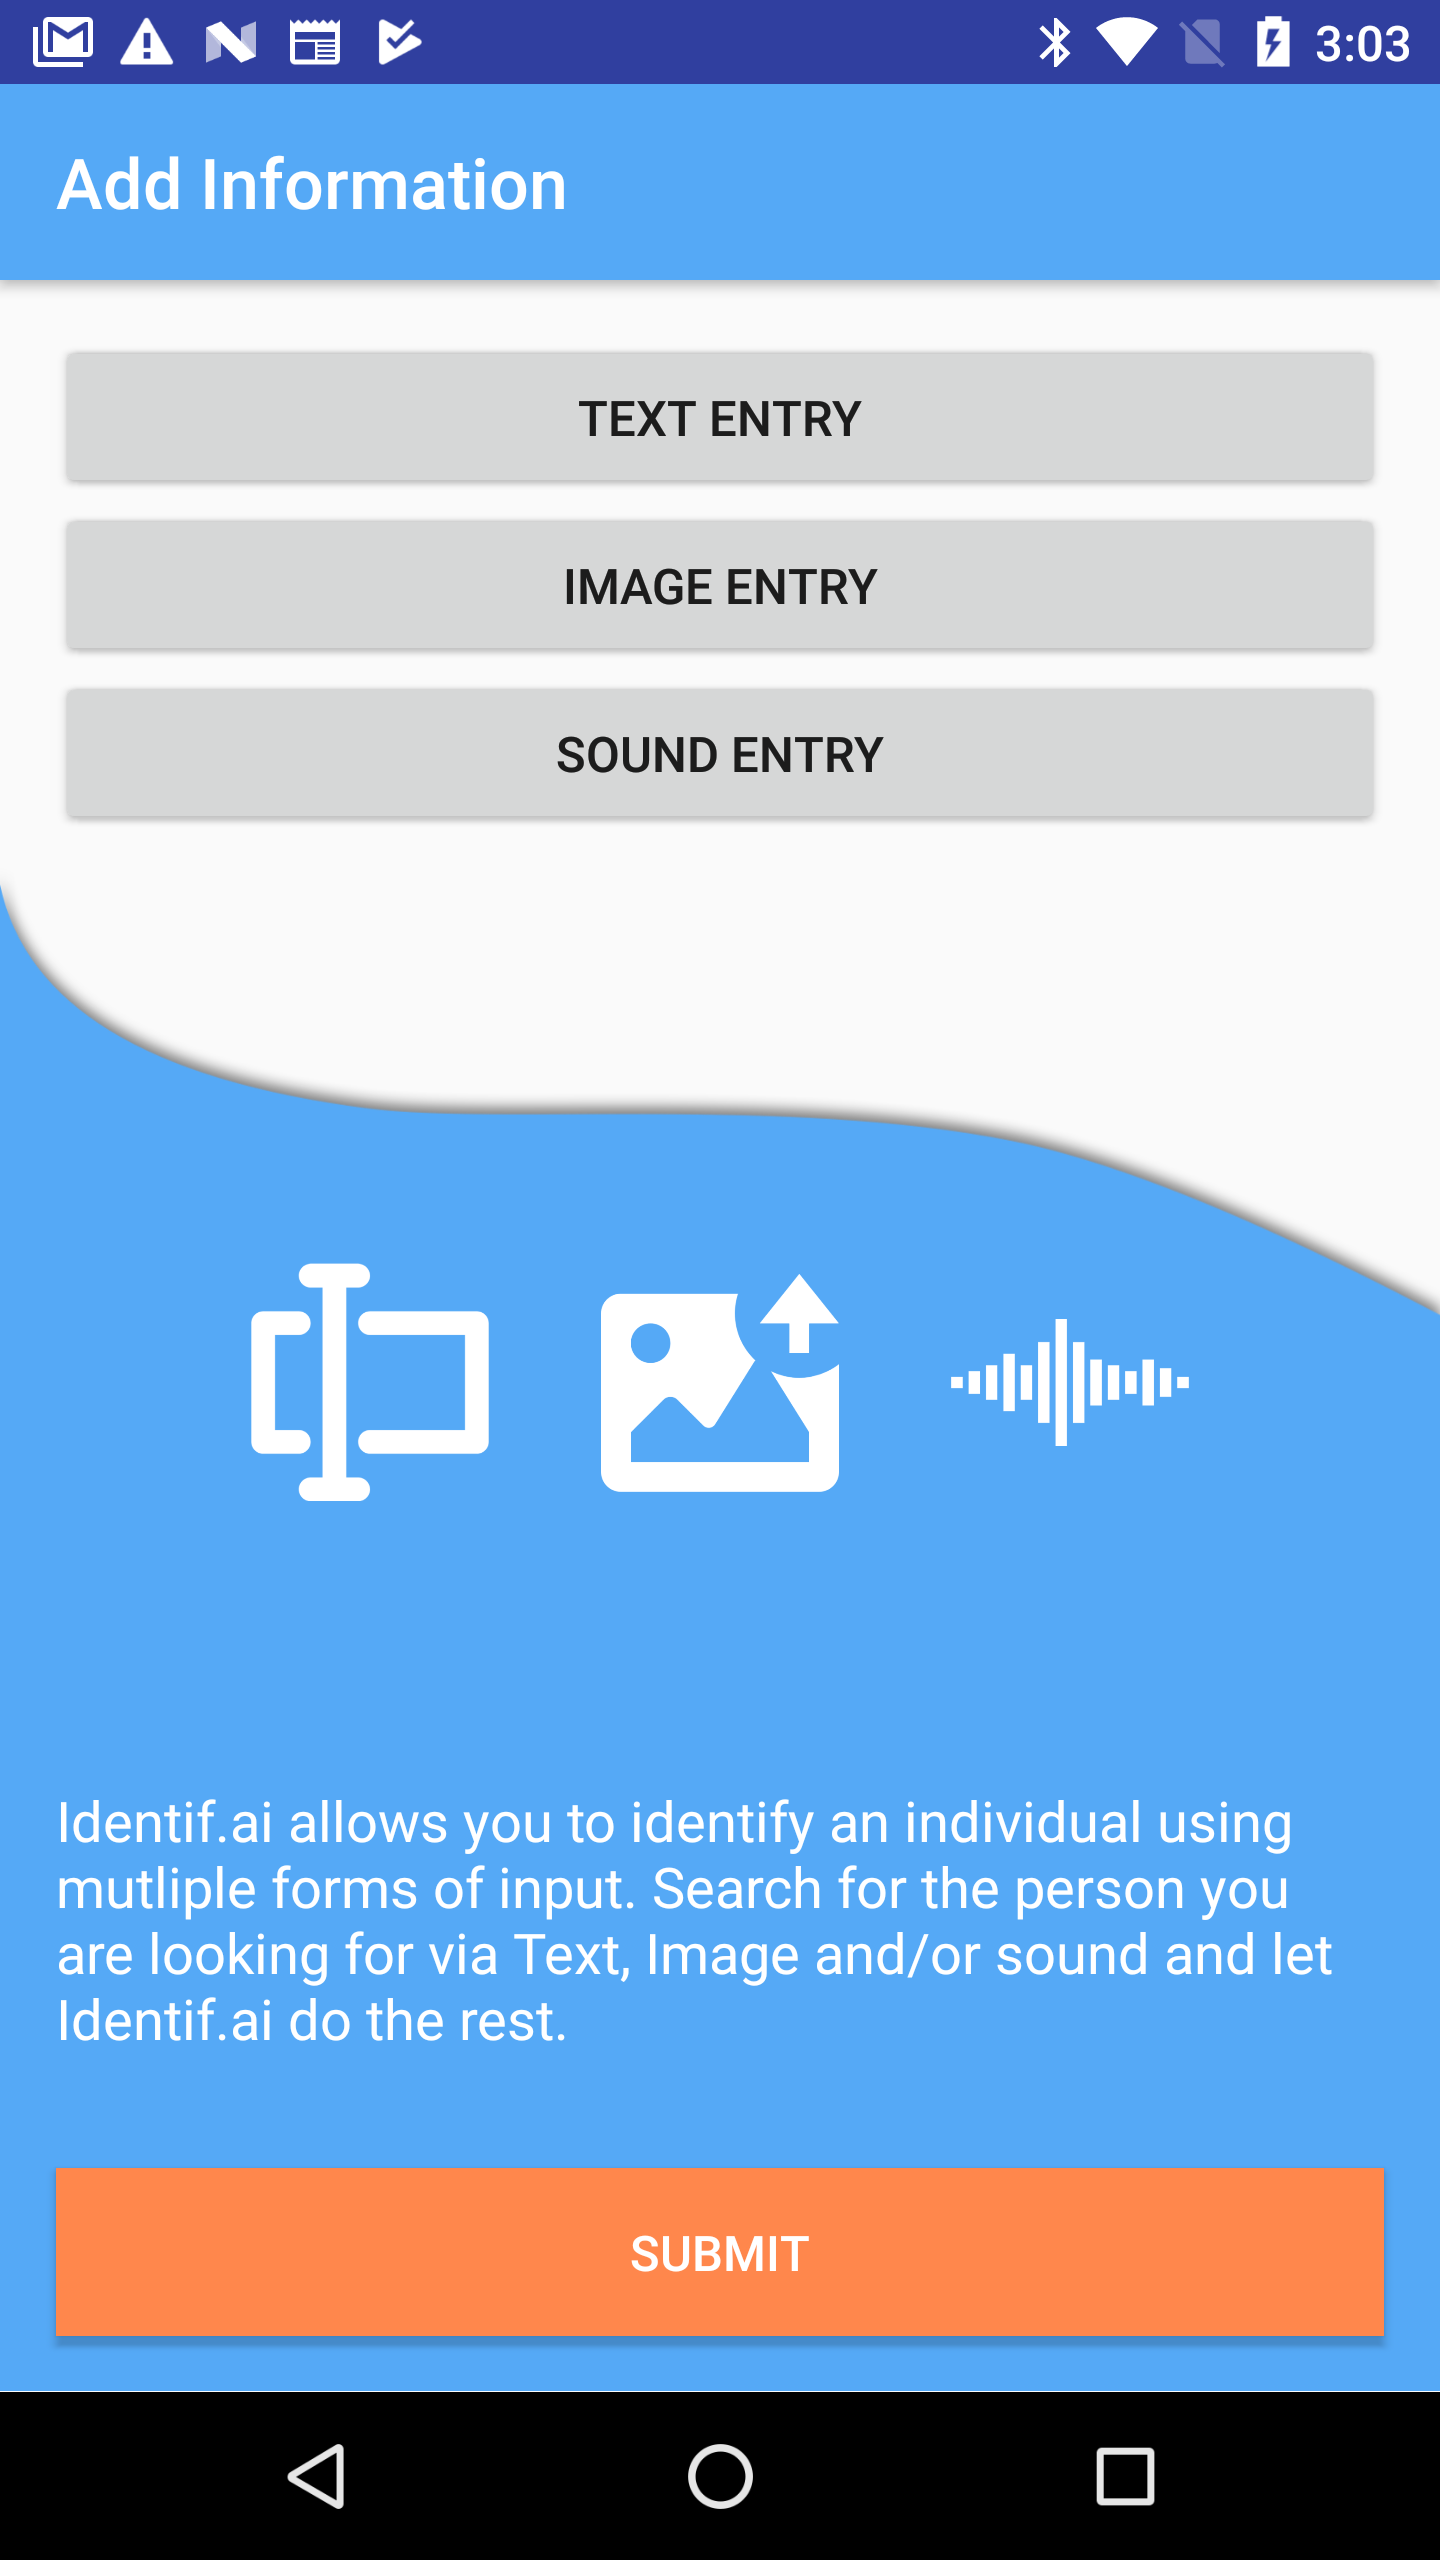 3:03
Add Information
TEXT ENTRY
IMAGE ENTRY
SOUND ENTRY
Identif.ai allows you to identify an individual using
mutliple forms of input. Search for the person you
are looking for via Text, Image and/or sound and let
Identif.ai do the rest.
SUBMIT